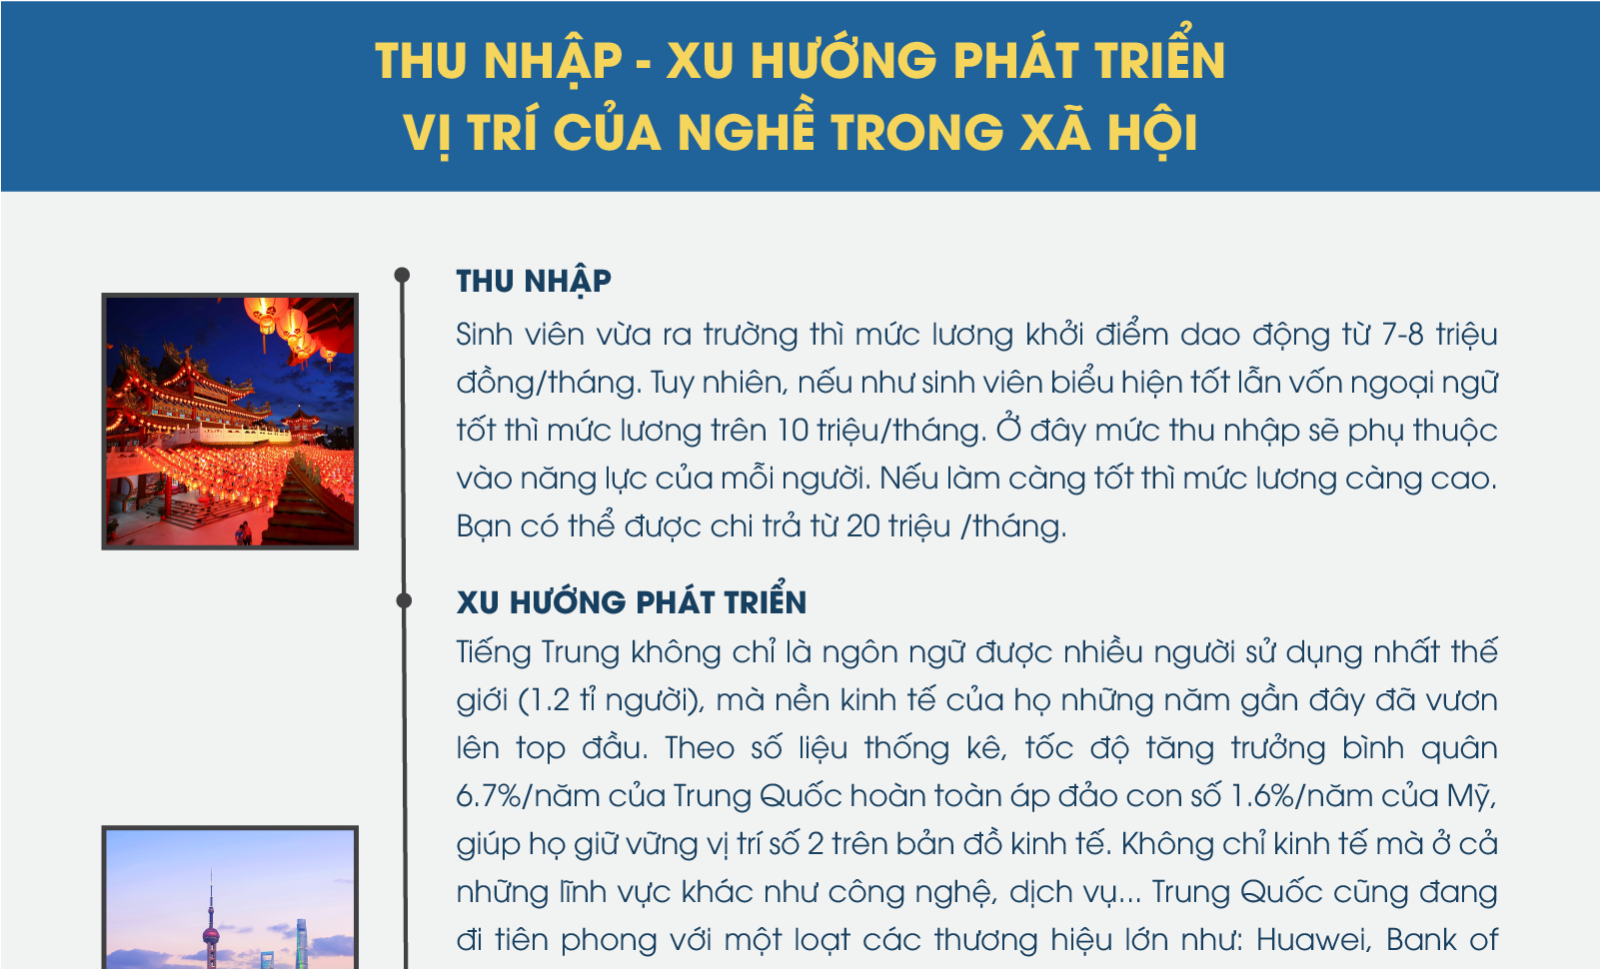 THU NHẬP - XU HƯỚNG PHÁT TRIỂN
VỊ TRÍ CỦA NGHỀ TRONG XÃ HỘI
THU NHẬP
Sinh viên vừa ra trường thì mức lương khởi điểm dao động từ 7-8 triệu
đồng/tháng. Tuy nhiên, nếu như sinh viên biểu hiện tốt lẫn vốn ngoại ngữ
tốt thì mức lương trên 10 triệu/tháng. Ở đây mức thu nhập sẽ phụ thuộc
vào năng lực của mỗi người. Nếu làm càng tốt thì mức lương càng cao.
Bạn có thể được chi trả từ 20 triệu /tháng.
XU HƯỚNG PHÁT TRIỂN
Tiếng Trung không chỉ là ngôn ngữ được nhiều người sử dụng nhất thế
giới (1.2 tỉ người), mà nền kinh tế của họ những năm gần đây đã vươn
lên top đầu. Theo số liệu thống kê, tốc độ tăng trưởng bình quân
6.7%/năm của Trung Quốc hoàn toàn áp đảo con số 1.6%/năm của Mỹ,
giúp họ giữ vững vị trí số 2 trên bản đồ kinh tế. Không chỉ kinh tế mà ở cả
những lĩnh vực khác như công nghệ, dịch vụ... Trung Quốc cũng đang
đi tiên phong với một loạt các thương hiệu lớn như: Huawei, Bank of